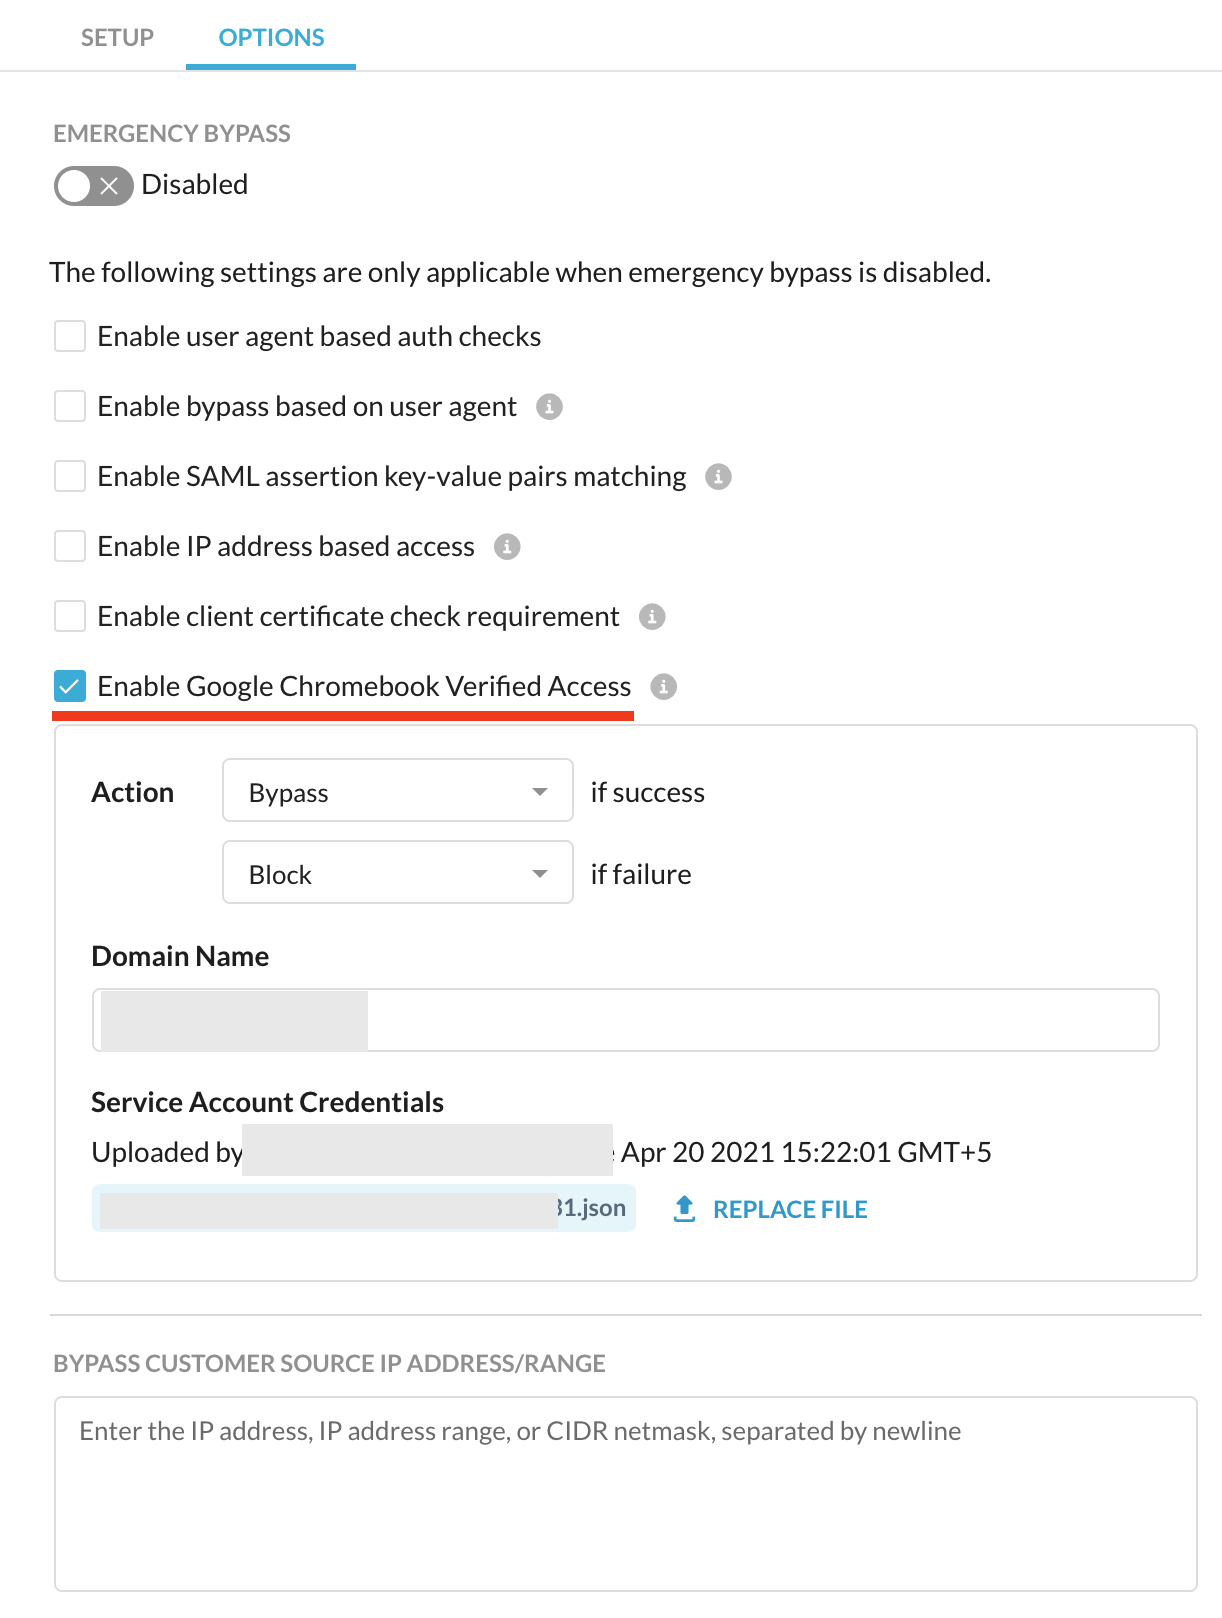 SETUP OPTIONS
EMERGENCY BYPASS
Disabled
The following settings are only applicable when emergency bypass is disabled.
Enable user agent based auth checks
Enable bypass based on user agent
Enable SAML assertion key-value pairs matching
Enable IP address based access
Enable client certificate check requirement
Enable Google Chromebook Verified Access
Action Bypass if success
Block if failure
Domain Name
Service Account Credentials
Uploaded by Apr 20 2021 15:22:01 GMT+5
31.json REPLACE FILE
BYPASS CUSTOMER SOURCE IP ADDRESS/RANGE
Enter the IP address, IP address range, or CIDR netmask, separated by newline